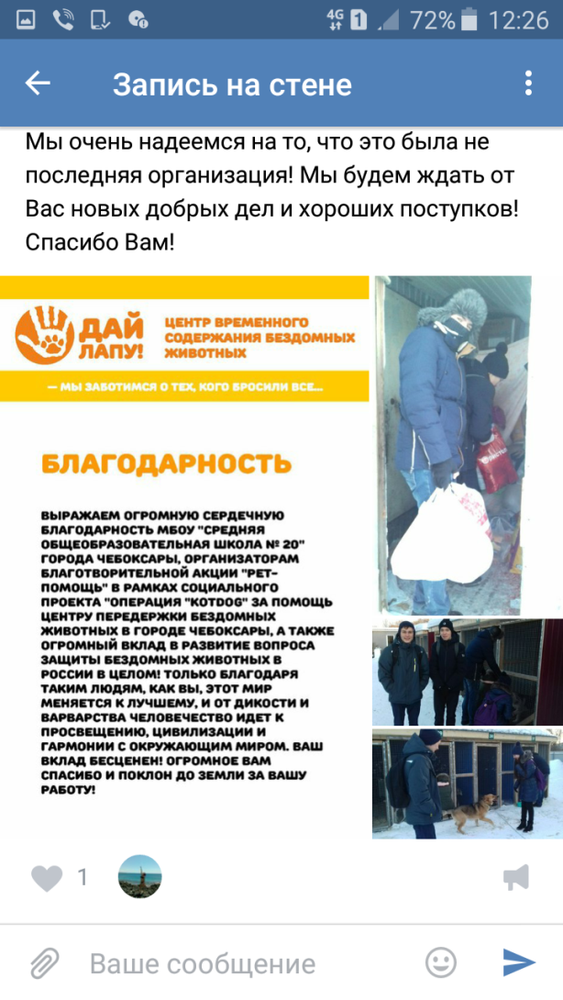 4G 1 72% 12:26
Запись на стене
Мы очень надеемся на то, что это была не
последняя организация! Мы будем ждать от
Вас новых добрых дел и хороших поступков!
Спасибо Вам!
ДАЙ
ЛАПУ!
ЦЕНТР ВРЕМЕННОГО
СОДЕРЖАНИЯ БЕЗДОМНЫХ
ЖИВОТНЫХ
— МЫ ЗАБОТИМСЯ О ТЕХ, КОГО БРОСИЛИ ВСЕ...
БЛАГОДАРНОСТЬ
ВЫРАЖАЕМ ОГРОМНУЮ СЕРДЕЧНУЮ
БЛАГОДАРНОСТЬ МБОУ "СРЕДНЯЯ
ОБЩЕОБРАЗОВАТЕЛЬНАЯ ШКОЛА № 20"
ГОРОДА ЧЕБОКСАРЫ, ОРГАНИЗАТОРАМ
БЛАГОТВОРИТЕЛЬНОЙ АКЦИИ "PET-
ПОМОЩЬ" В РАМКАХ СОЦИАЛЬНОГО
ПРОЕКТА "ОПЕРАЦИЯ "KOTDOG" ЗА ПОМОЩЬ
ЦЕНТРУ ПЕРЕДЕРЖКИ БЕЗДОМНЫХ
ЖИВОТНЫХ В ГОРОДЕ ЧЕБОКСАРЫ, А ТАКЖЕ
ОГРОМНЫЙ ВКЛАД В РАЗВИТИЕ ВОПРОСА
ЗАЩИТЫ БЕЗДОМНЫХ ЖИВОТНЫХ В
РОССИИ В ЦЕЛОМ! ТОЛЬКО БЛАГОДАРЯ
ТАКИМ ЛЮДЯМ, КАК ВЫ, ЭТОТ МИР
МЕНЯЕТСЯ К ЛУЧШЕМУ, И ОТ ДИКОСТИ И
ВАРВАРСТВА ЧЕЛОВЕЧЕСТВО ИДЕТ К
ПРОСВЕЩЕНИЮ, ЦИВИЛИЗАЦИИ И
ГАРМОНИИ С ОКРУЖАЮЩИМ МИРОМ. ВАШ
ВКЛАД БЕСЦЕНЕН! ОГРОМНОЕ ВАМ
СПАСИБО И ПОКЛОН ДО ЗЕМЛИ ЗА ВАШУ
РАБОТУ!
1
Ваше сообщение